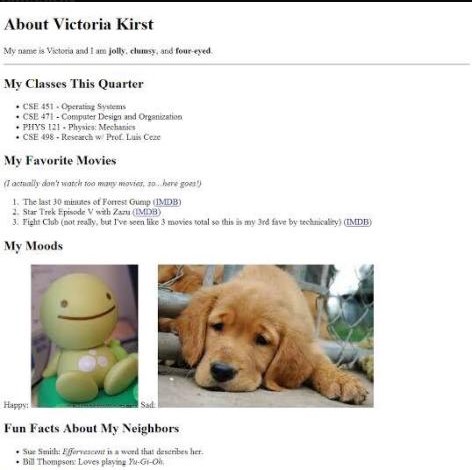 About Victoria Kirst
My name is Victoria and I am jolly, clumsy, and four-eyed.
My Classes This Quarter
• CSE 451 - Operating Systems
• CSE 471 - Computer Design and Organization
• PHYS 121 - Physics: Mechanics
• CSE 498 - Research w/ Prof. Luis Ceze
My Favorite Movies
(I actually don't watch too many movies, so...here goes!)
1. The last 30 minutes of Forrest Gump (IMDB)
2. Star Trek Episode V with Zazu (IMDB)
3. Fight Club (not really, but I've seen like 3 movies total so this is my 3rd fave by technicality) (IMDB)
My Moods
Happy: Sad:
Fun Facts About My Neighbors
• Sue Smith: Effervescent is a word that describes her.
• Bill Thompson: Loves playing Yu-Gi-Oh.